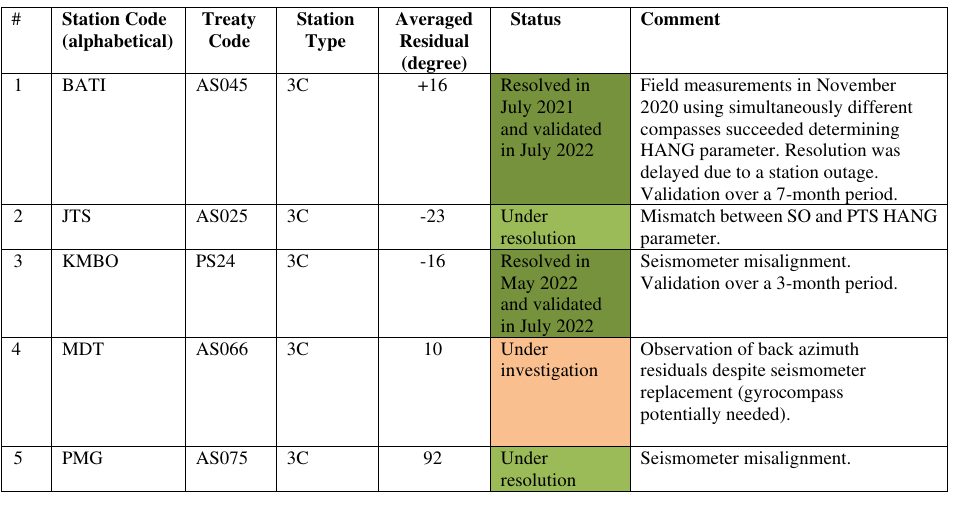 # Station Code Treaty Station Averaged Status Comment
(alphabetical) Code Type Residual
(degree)
1 BATI AS045 3C +16 Resolved in Field measurements in November
July 2021 2020 using simultaneously different
and validated compasses succeeded determining
in July 2022 HANG parameter. Resolution was
delayed due to a station outage.
Validation over a 7-month period.
2 JTS AS025 3C -23 Under Mismatch between SO and PTS HANG
resolution parameter.
3 KMBO PS24 3C -16 Resolved in Seismometer misalignment.
May 2022 Validation over a 3-month period.
and validated
in July 2022
4 MDT AS066 3C 10 Under Observation of back azimuth
investigation residuals despite seismometer
replacement (gyrocompass
potentially needed).
5 PMG AS075 3C 92 Under Seismometer misalignment.
resolution